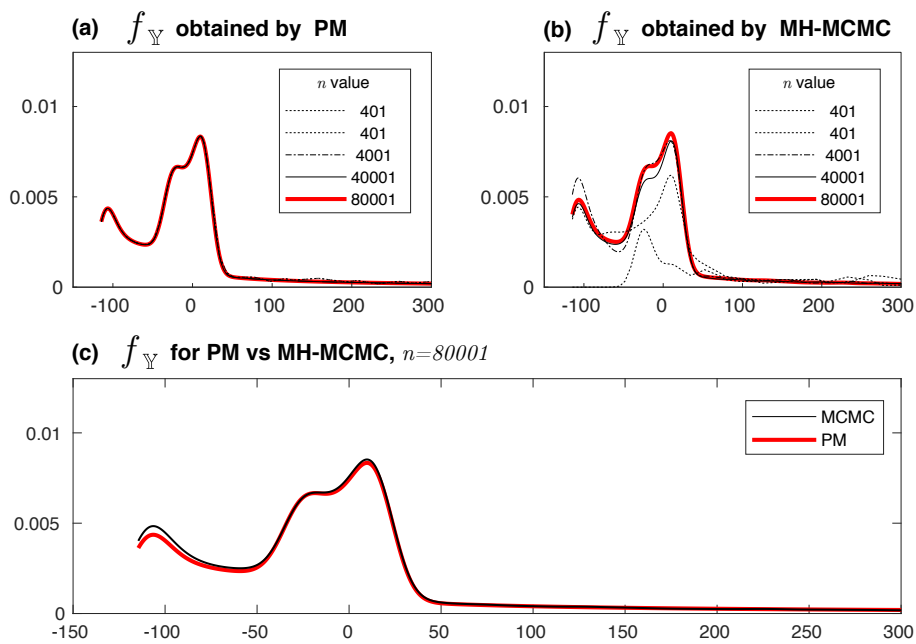 (a) f𝕐 obtained by PM
n value
401
401
4001
40001
80001
0.01
0.005
0
-100 0 100 200 300
(b) f𝕐 obtained by MH-MCMC
n value
401
401
4001
40001
80001
0.01
0.005
0
-100 0 100 200 300
(c) f𝕐 for PM vs MH-MCMC, n=80001
MCMC
PM
0.01
0.005
0
-150 -100 -50 0 50 100 150 200 250 300